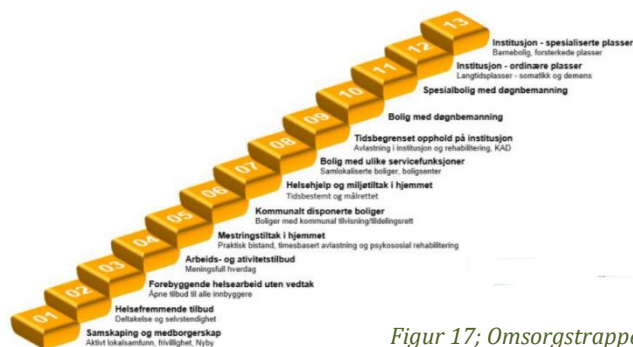 13
Institusjon - spesialiserte plasser
Barnebolig, forsterkede plasser
12
Institusjon - ordinære plasser
Langtidsplasser - somatikk og demens
11
Spesialbolig med døgnbemanning
10
Bolig med døgnbemanning
09
Tidsbegrenset opphold på institusjon
Avlastning i institusjon og rehabilitering, KAD
08
Bolig med ulike servicefunksjoner
Samlokaliserte boliger, boligsenter
07
Helsehjelp og miljøtiltak i hjemmet
Tidsbestemt og målrettet
06
Kommunalt disponerte boliger
Boliger med kommunal tilvisning/tildelingsrett
05
Mestringstiltak i hjemmet
Praktisk bistand, timesbasert avlastning og psykososial rehabilitering
04
Arbeids- og ativitetstilbud
Meningsfull hverdag
03
Forebyggende helsearbeid uten vedtak
Åpne tilbud til alle innbyggere
02
Helsefremmende tilbud
Deltakelse og selvstendighet
01
Samskaping og medborgerskap
Aktivt lokalsamfunn, frivillighet, Nyby
Figur 17; Omsorgstrappe